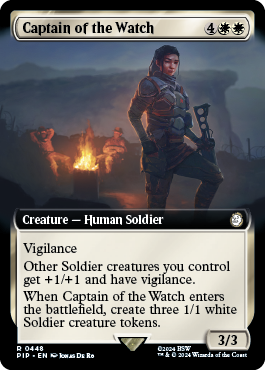 Captain of the Watch 4
Creature — Human Soldier
Vigilance
Other Soldier creatures you control
get +1/+1 and have vigilance.
When Captain of the Watch enters
the battlefield, create three 1/1 white
Soldier creature tokens.
3/3
R 0448
PIP • EN Jonas De Ro
©2024 BSW
™ & © 2024 Wizards of the Coast